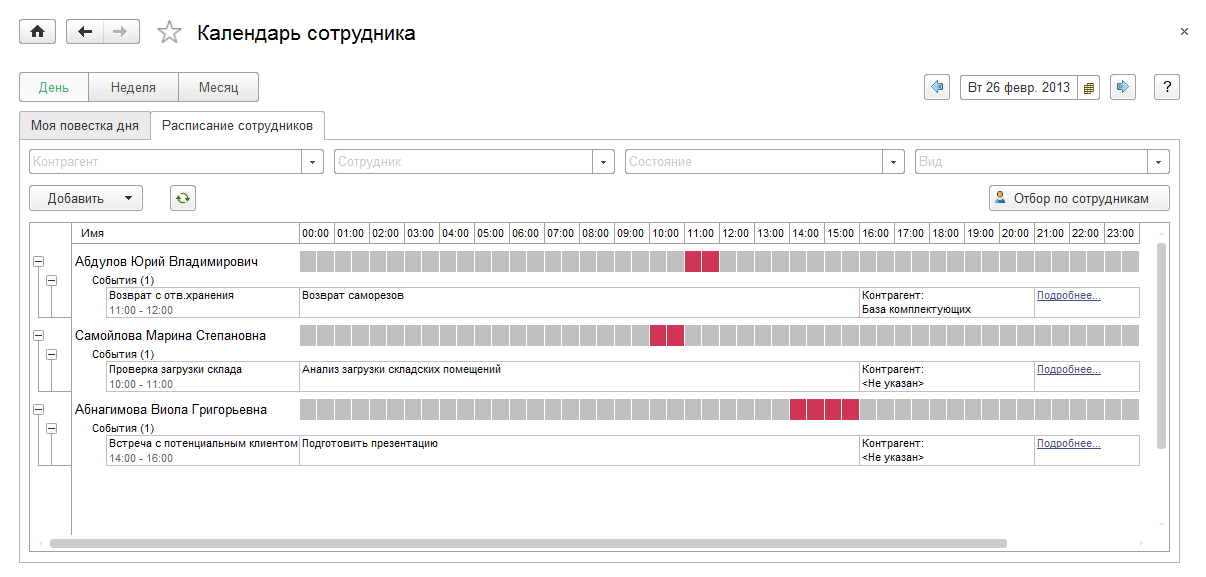 Календарь сотрудника
День Неделя Месяц Вт 26 февр. 2013 ?
Моя повестка дня Расписание сотрудников
Контрагент Сотрудник Состояние Вид
Добавить Отбор по сотрудникам
Имя 00:00 01:00 02:00 03:00 04:00 05:00 06:00 07:00 08:00 09:00 10:00 11:00 12:00 13:00 14:00 15:00 16:00 17:00 18:00 19:00 20:00 21:00 22:00 23:00
Абдулов Юрий Владимирович
События (1)
Возврат с отв.хранения Возврат саморезов Контрагент: Подробнее...
11:00 - 12:00 База комплектующих
Самойлова Марина Степановна
События (1)
Проверка загрузки склада Анализ загрузки складских помещений Контрагент: Подробнее...
10:00 - 11:00 <Не указан>
Абнагимова Виола Григорьевна
События (1)
Встреча с потенциальным клиентом Подготовить презентацию Контрагент: Подробнее...
14:00 - 16:00 <Не указан>